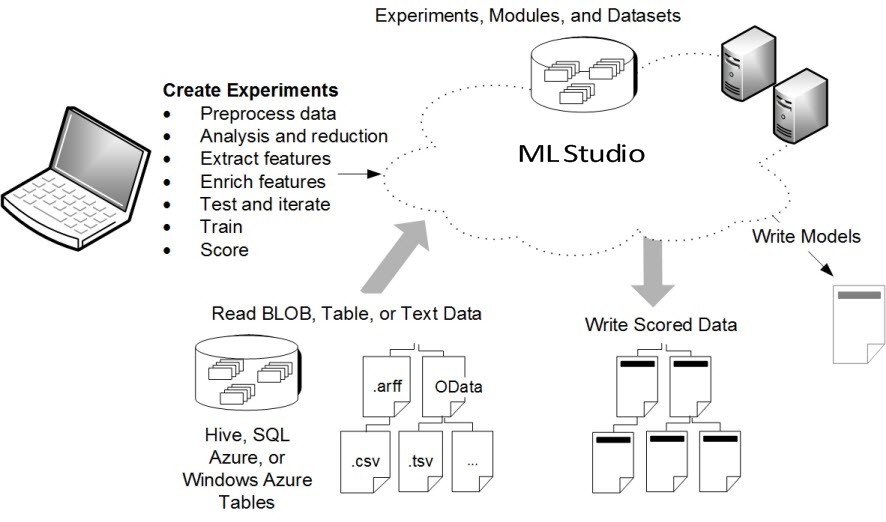 Experiments, Modules, and Datasets
ML Studio
Create Experiments
• Preprocess data
• Analysis and reduction
• Extract features
• Enrich features
• Test and iterate
• Train
• Score
Write Models
Read BLOB, Table, or Text Data
Write Scored Data
.arff
OData
.csv
.tsv
...
Hive, SQL
Azure, or
Windows Azure
Tables